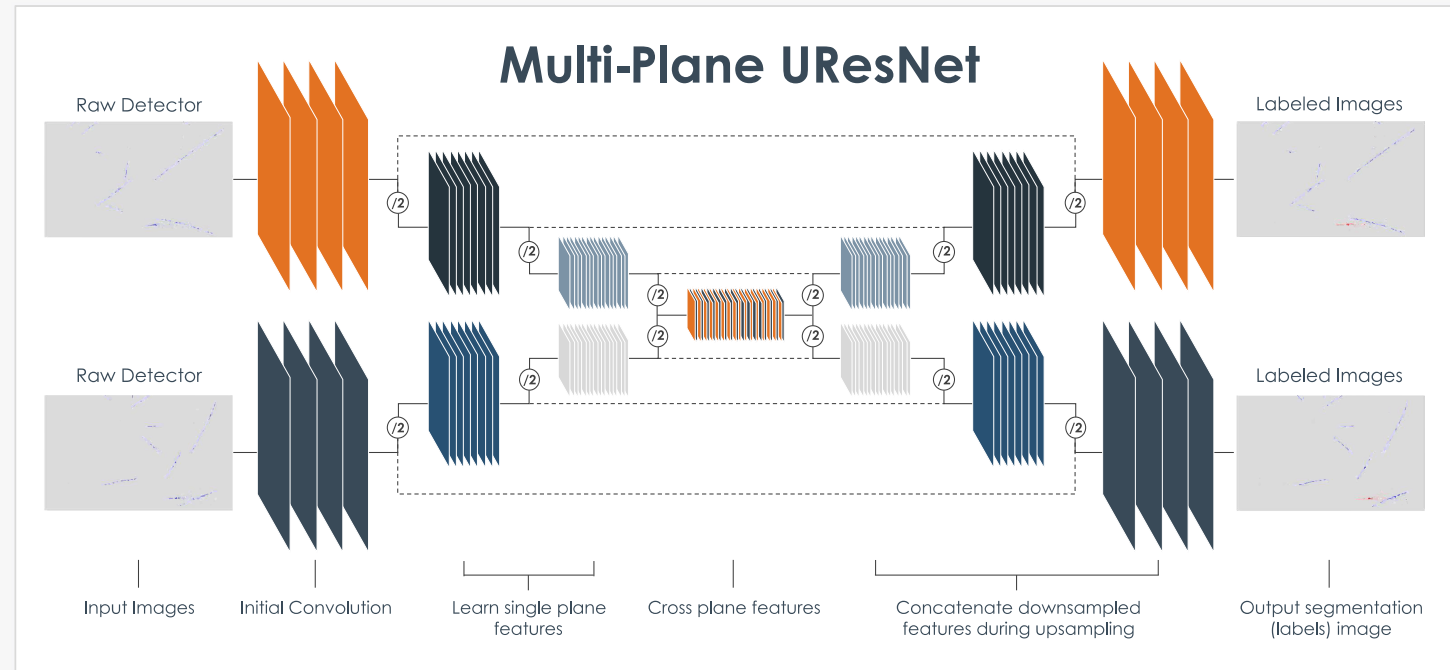 Multi-Plane UResNet
Raw Detector
Labeled Images
/2
/2
/2
/2
/2
/2
/2
/2
Raw Detector
Labeled Images
/2
/2
/2
/2
Input Images
Initial Convolution
Learn single plane
features
Cross plane features
Concatenate downsampled
features during upsampling
Output segmentation
(labels) image